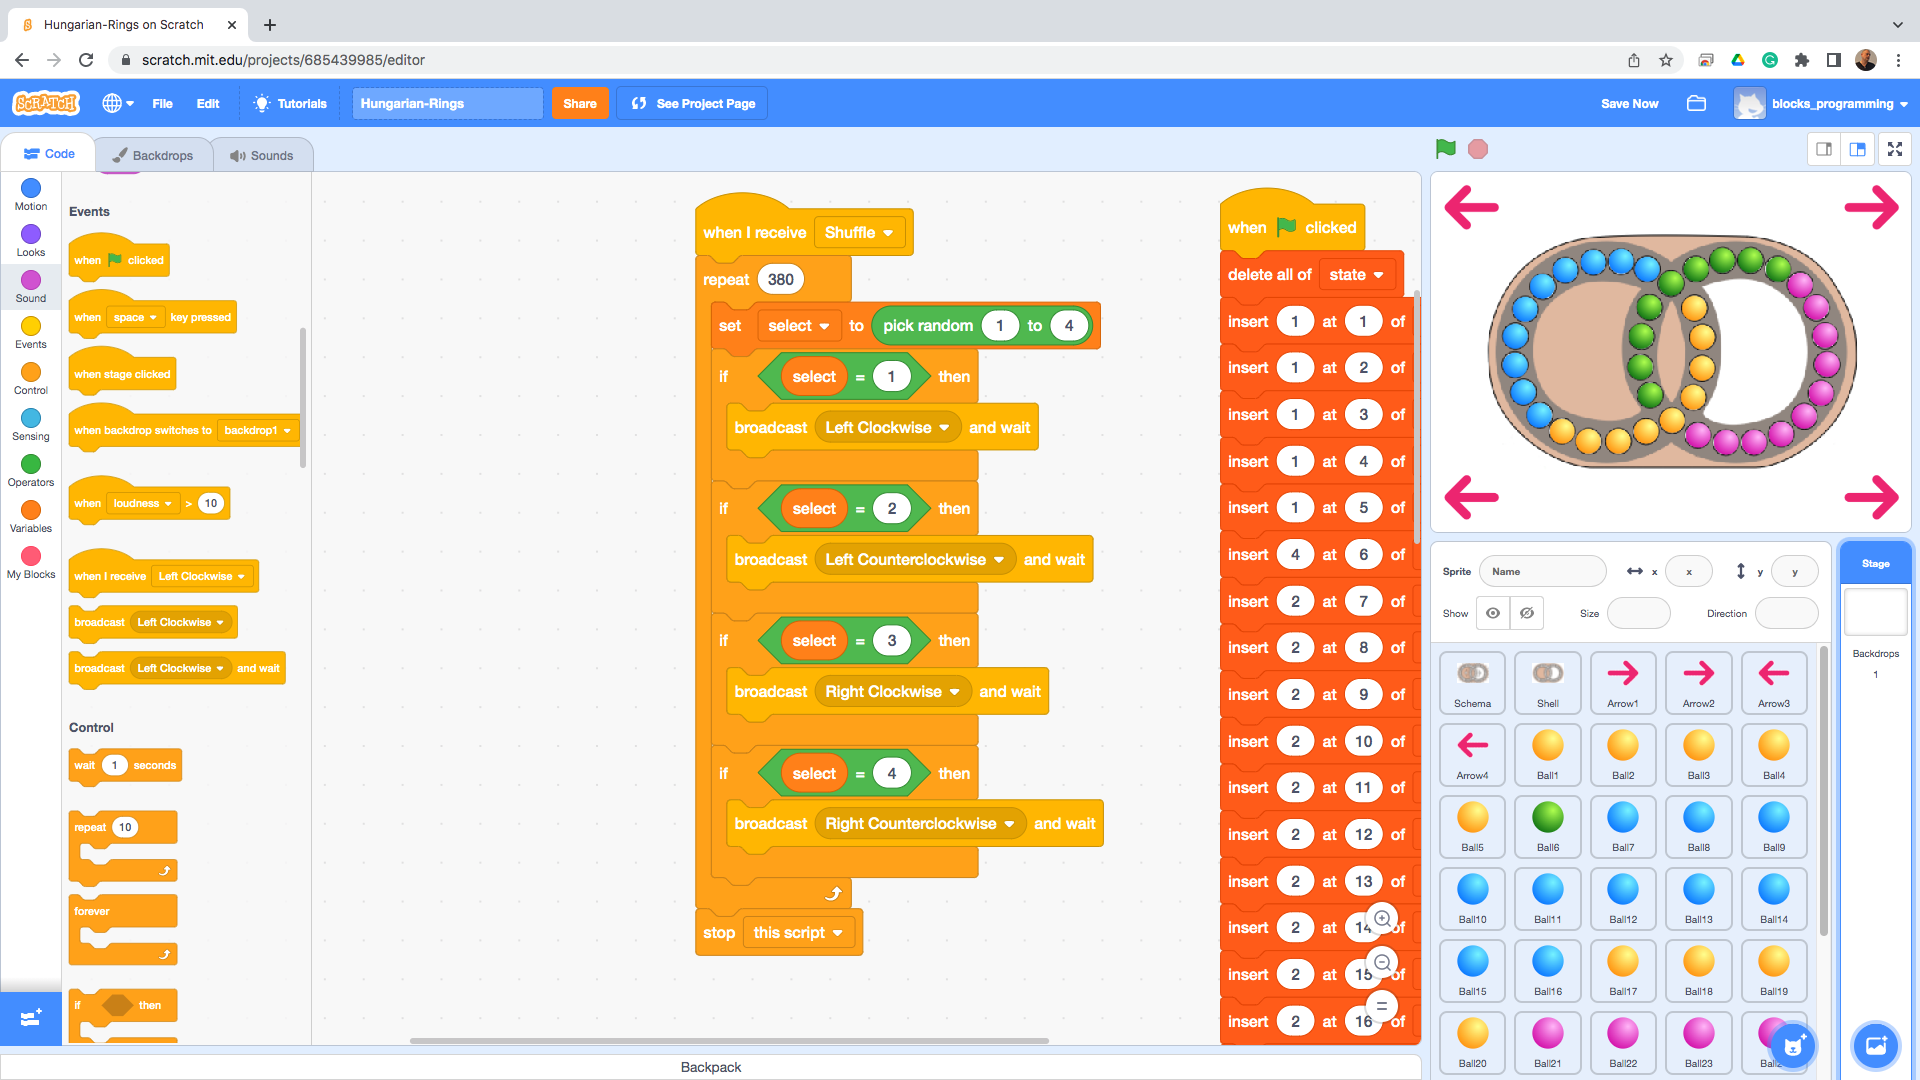 Hungarian-Rings on Scratch
scratch.mit.edu/projects/685439985/editor
SCRATCH
File
Edit
Tutorials
Hungarian-Rings
Share
See Project Page
Save Now
blocks_programming
Code
Backdrops
Sounds
Motion
Looks
Sound
Events
Control
Sensing
Operators
Variables
My Blocks
Events
when clicked
when space key pressed
when stage clicked
when backdrop switches to backdrop1
when loudness > 10
when I receive Left Clockwise
broadcast Left Clockwise
broadcast Left Clockwise and wait
Control
wait 1 seconds
repeat 10
forever
if then
when I receive Shuffle
repeat 380
set select to pick random 1 to 4
if select = 1 then
broadcast Left Clockwise and wait
if select = 2 then
broadcast Left Counterclockwise and wait
if select = 3 then
broadcast Right Clockwise and wait
if select = 4 then
broadcast Right Counterclockwise and wait
stop this script
when clicked
delete all of state
insert 1 at 1 of
insert 1 at 2 of
insert 1 at 3 of
insert 1 at 4 of
insert 1 at 5 of
insert 4 at 6 of
insert 2 at 7 of
insert 2 at 8 of
insert 2 at 9 of
insert 2 at 10 of
insert 2 at 11 of
insert 2 at 12 of
insert 2 at 13 of
insert 2 at 14 of
insert 2 at 15 of
insert 2 at 16 of
Backpack
Sprite Name x x y y
Show Size Direction
Schema Shell Arrow1 Arrow2 Arrow3
Arrow4 Ball1 Ball2 Ball3 Ball4
Ball5 Ball6 Ball7 Ball8 Ball9
Ball10 Ball11 Ball12 Ball13 Ball14
Ball15 Ball16 Ball17 Ball18 Ball19
Ball20 Ball21 Ball22 Ball23
Stage
Backdrops
1